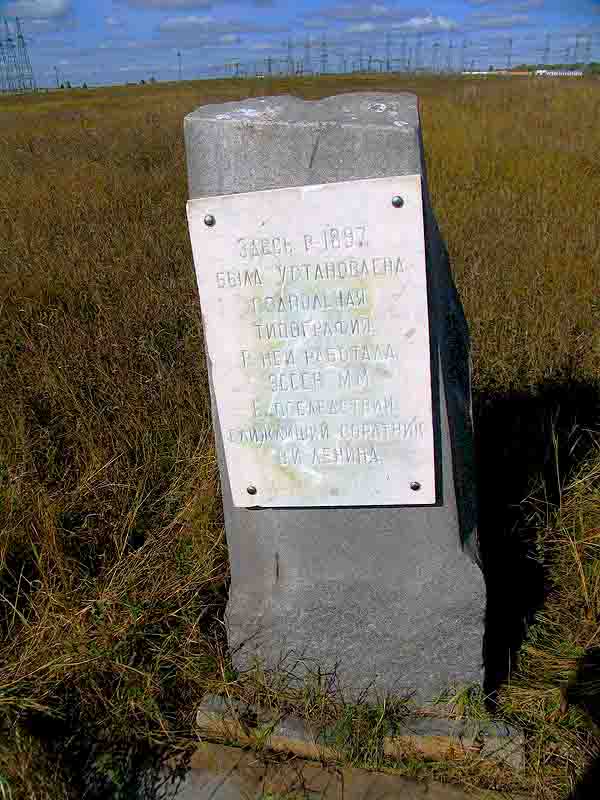 ЗДЕСЬ В 1897
БЫЛА УСТАНОВЛЕНА
ПОДПОЛЬНАЯ
ТИПОГРАФИЯ.
В НЕЙ РАБОТАЛА
ЭССЕН М.М.
ВПОСЛЕДСТВИИ
БЛИЖАЙШИЙ СОРАТНИК
В.И. ЛЕНИНА.